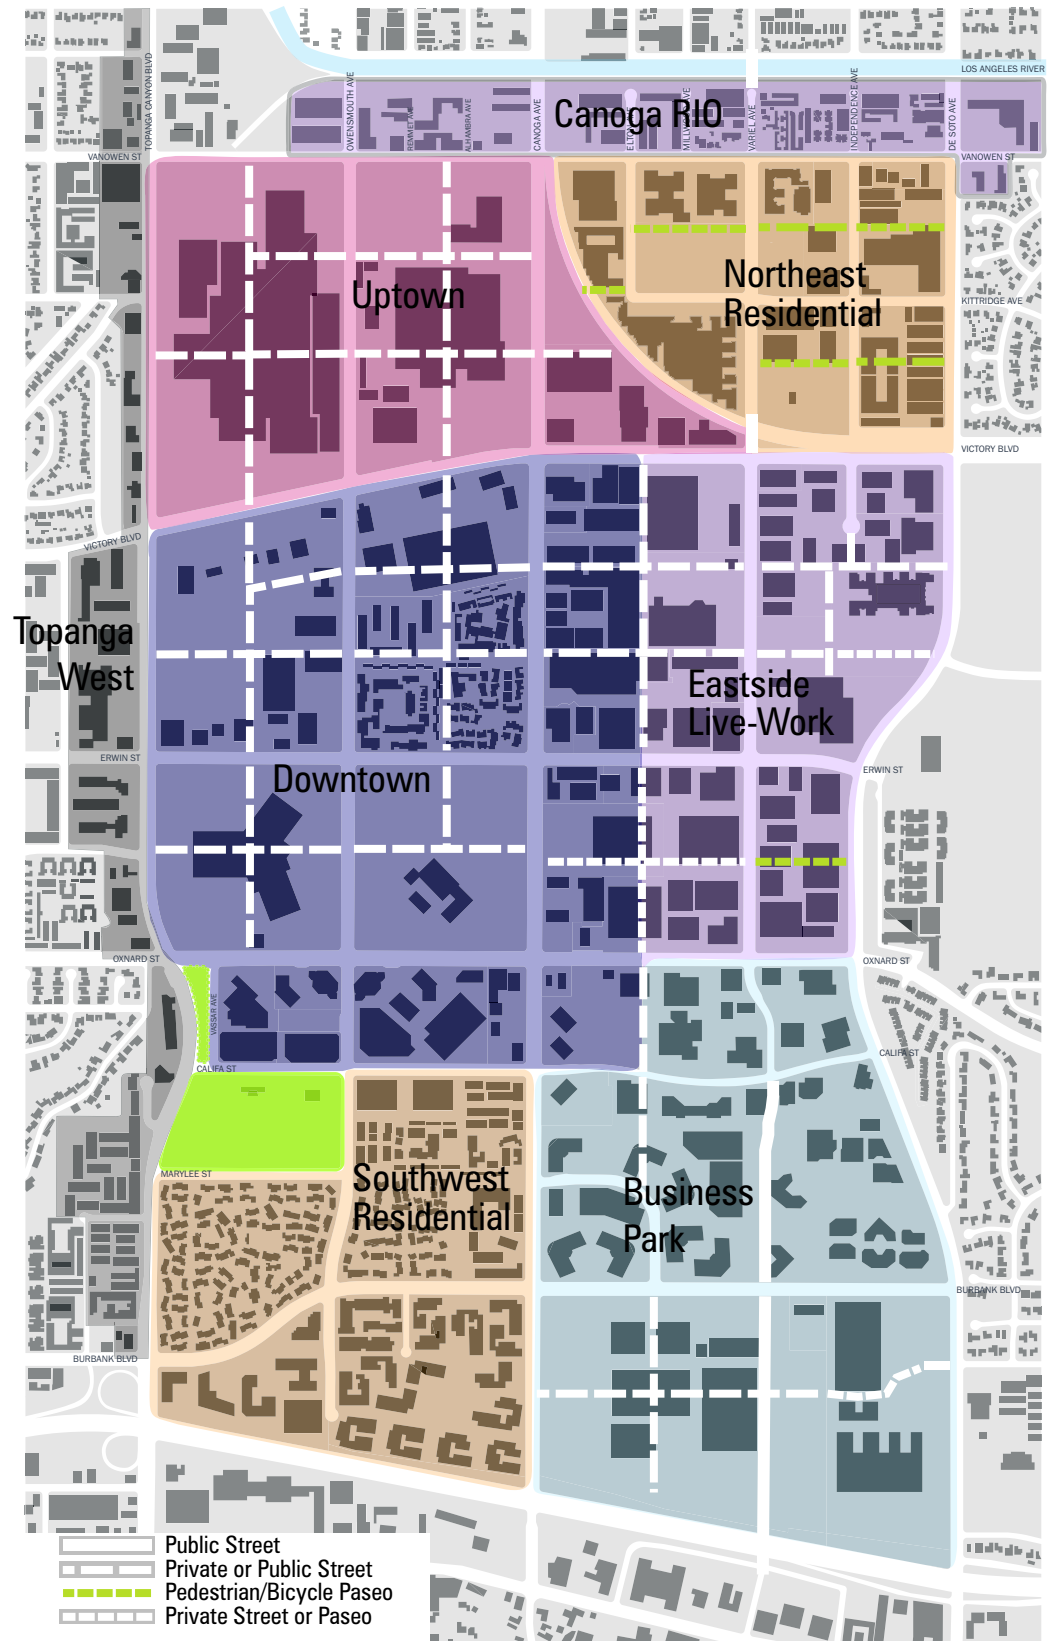 LOS ANGELES RIVER
TOPANGA CANYON BLVD
OWENSMOUTH AVE
REMMET AVE
ALHAMBRA AVE
CANOGA AVE
Canoga RIO
VARIEL AVE
INDEPENDENCE AVE
DE SOTO AVE
VANOWEN ST
VANOWEN ST
Uptown
Northeast
Residential
KITTRIDGE AVE
VICTORY BLVD
VICTORY BLVD
Topanga
West
Eastside
Live-Work
ERWIN ST
Downtown
ERWIN ST
OXNARD ST
OXNARD ST
VASSAR AVE
CALIFA ST
CALIFA ST
MARYLEE ST
Southwest
Residential
Business
Park
BURBANK BLVD
BURBANK BLVD
Public Street
Private or Public Street
Pedestrian/Bicycle Paseo
Private Street or Paseo